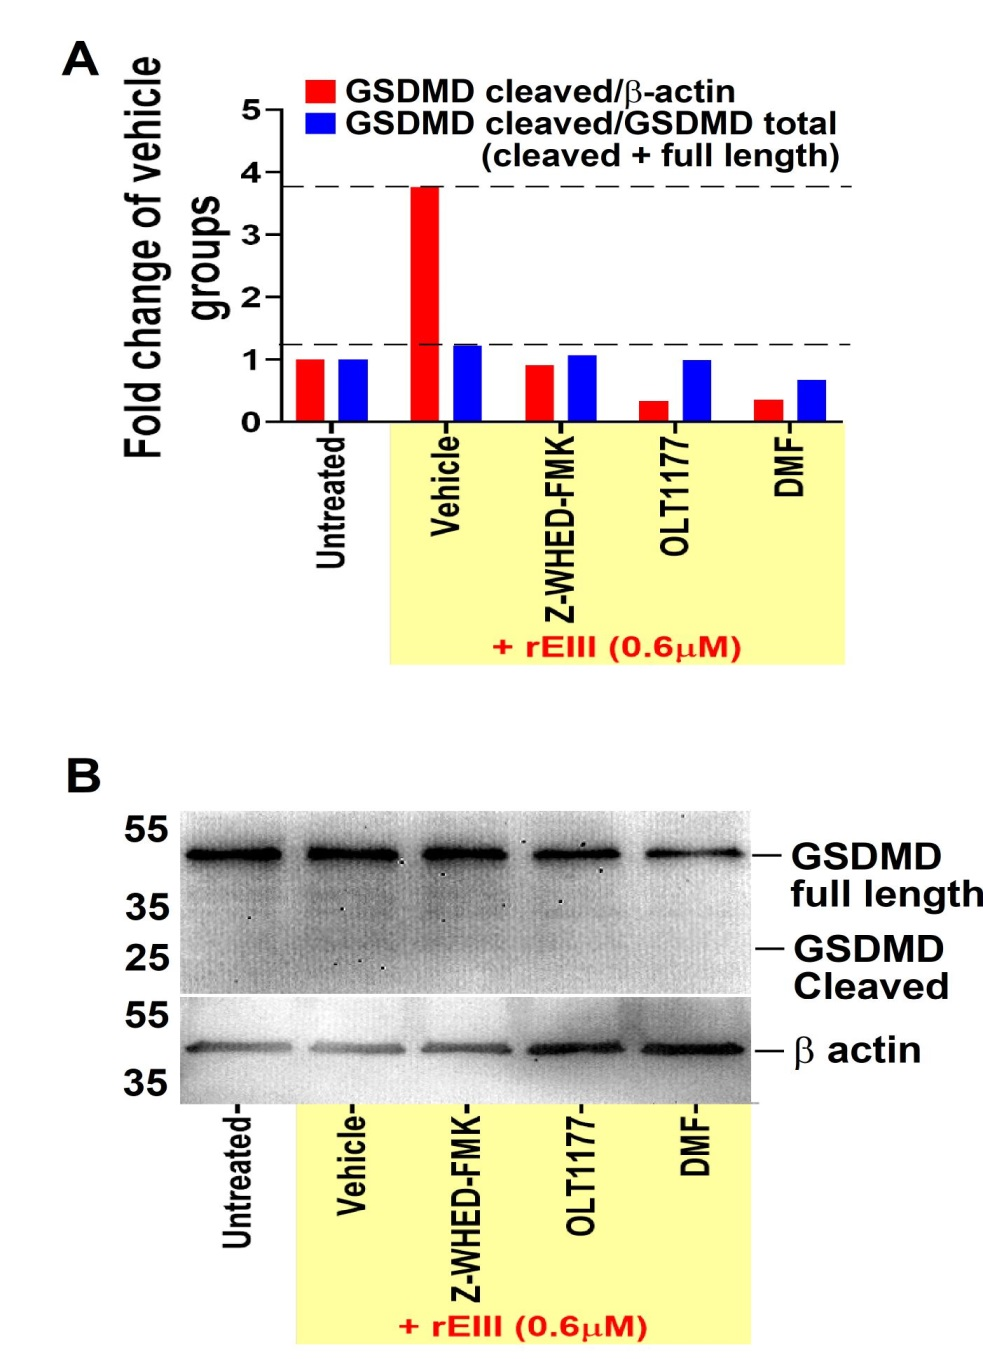 A
Fold change of vehicle
groups
GSDMD cleaved/β-actin
GSDMD cleaved/GSDMD total
(cleaved + full length)
5
4
3
2
1
0
Untreated
Vehicle
Z-WHED-FMK
OLT1177
DMF
+ rEIII (0.6μM)
B
55
35
25
GSDMD
full length
GSDMD
Cleaved
55
35
β actin
Untreated
Vehicle
Z-WHED-FMK
OLT1177
DMF
+ rEIII (0.6μM)